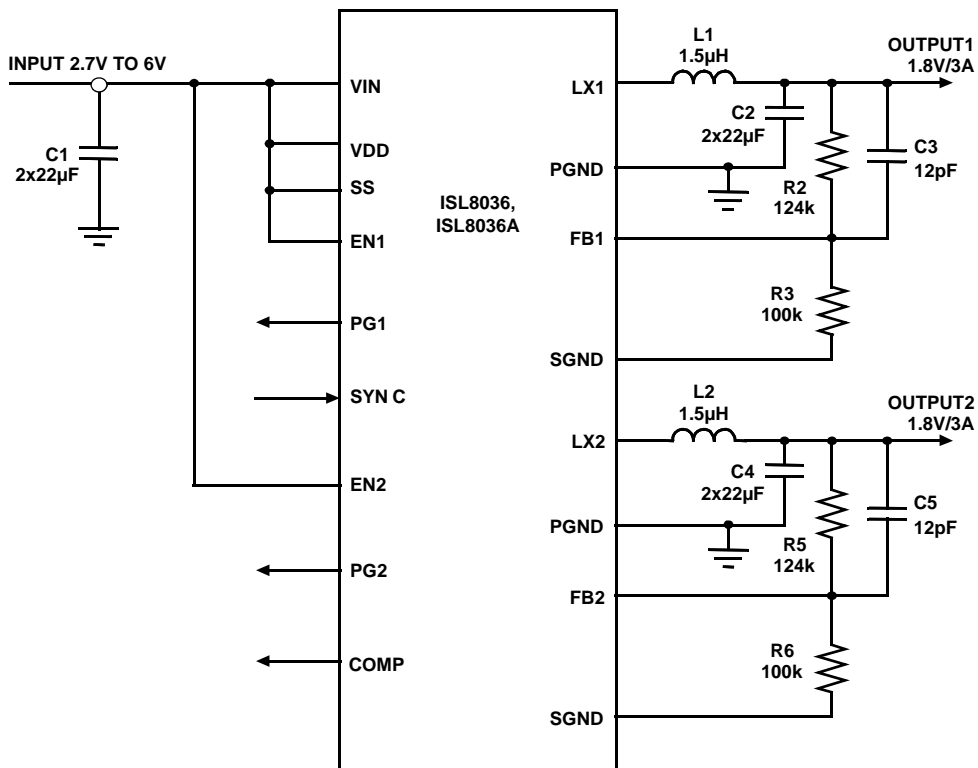 INPUT 2.7V TO 6V
C1
2x22µF
VIN
VDD
SS
EN1
PG1
SYN C
EN2
PG2
COMP
ISL8036,
ISL8036A
LX1
PGND
FB1
SGND
LX2
PGND
FB2
SGND
L1
1.5µH
OUTPUT1
1.8V/3A
C2
2x22µF
R2
124k
C3
12pF
R3
100k
L2
1.5µH
OUTPUT2
1.8V/3A
C4
2x22µF
R5
124k
C5
12pF
R6
100k